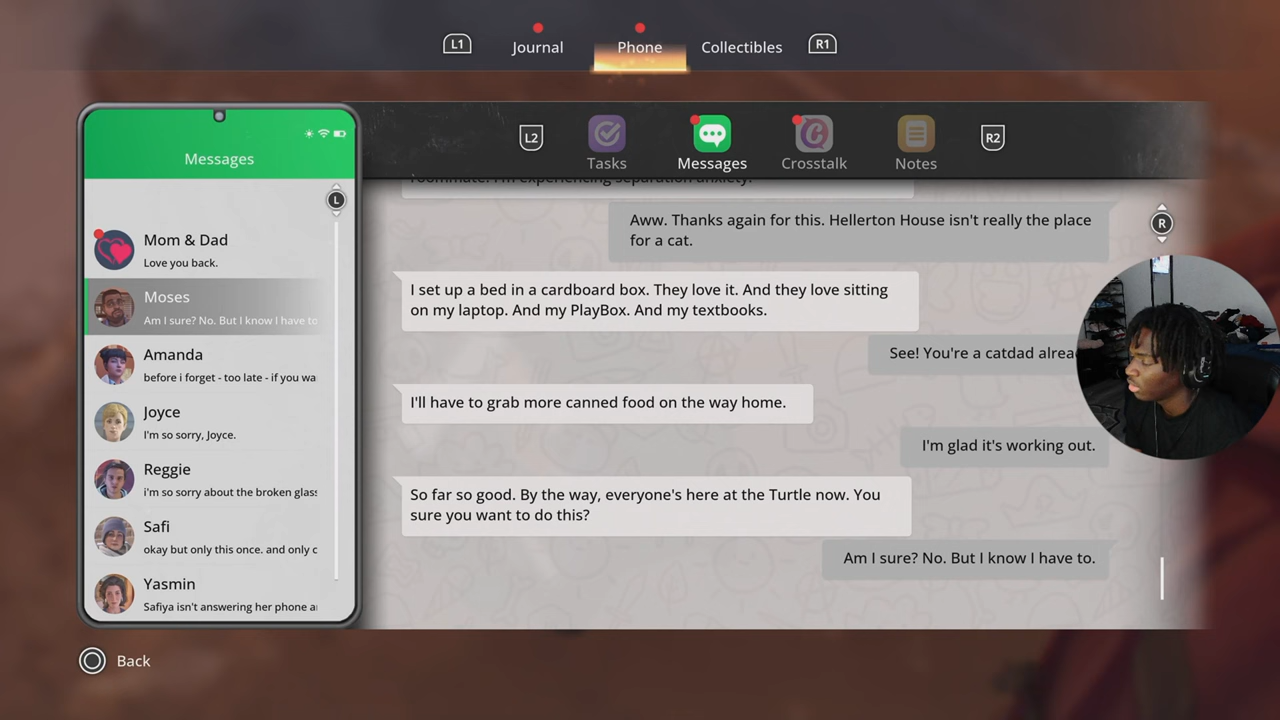 L1
Journal
Phone
Collectibles
R1
Messages
L2
Tasks
Messages
Crosstalk
Notes
R2
L
Mom & Dad
Love you back.
Moses
Am I sure? No. But I know I have to
Amanda
before i forget - too late - if you wa
Joyce
I'm so sorry, Joyce.
Reggie
i'm so sorry about the broken glass
Safi
okay but only this once. and only c
Yasmin
Safiya isn't answering her phone a
roommate. I'm experiencing separation anxiety.
R
Aww. Thanks again for this. Hellerton House isn't really the place
for a cat.
I set up a bed in a cardboard box. They love it. And they love sitting
on my laptop. And my PlayBox. And my textbooks.
See! You're a catdad alrea
I'll have to grab more canned food on the way home.
I'm glad it's working out.
So far so good. By the way, everyone's here at the Turtle now. You
sure you want to do this?
Am I sure? No. But I know I have to.
Back